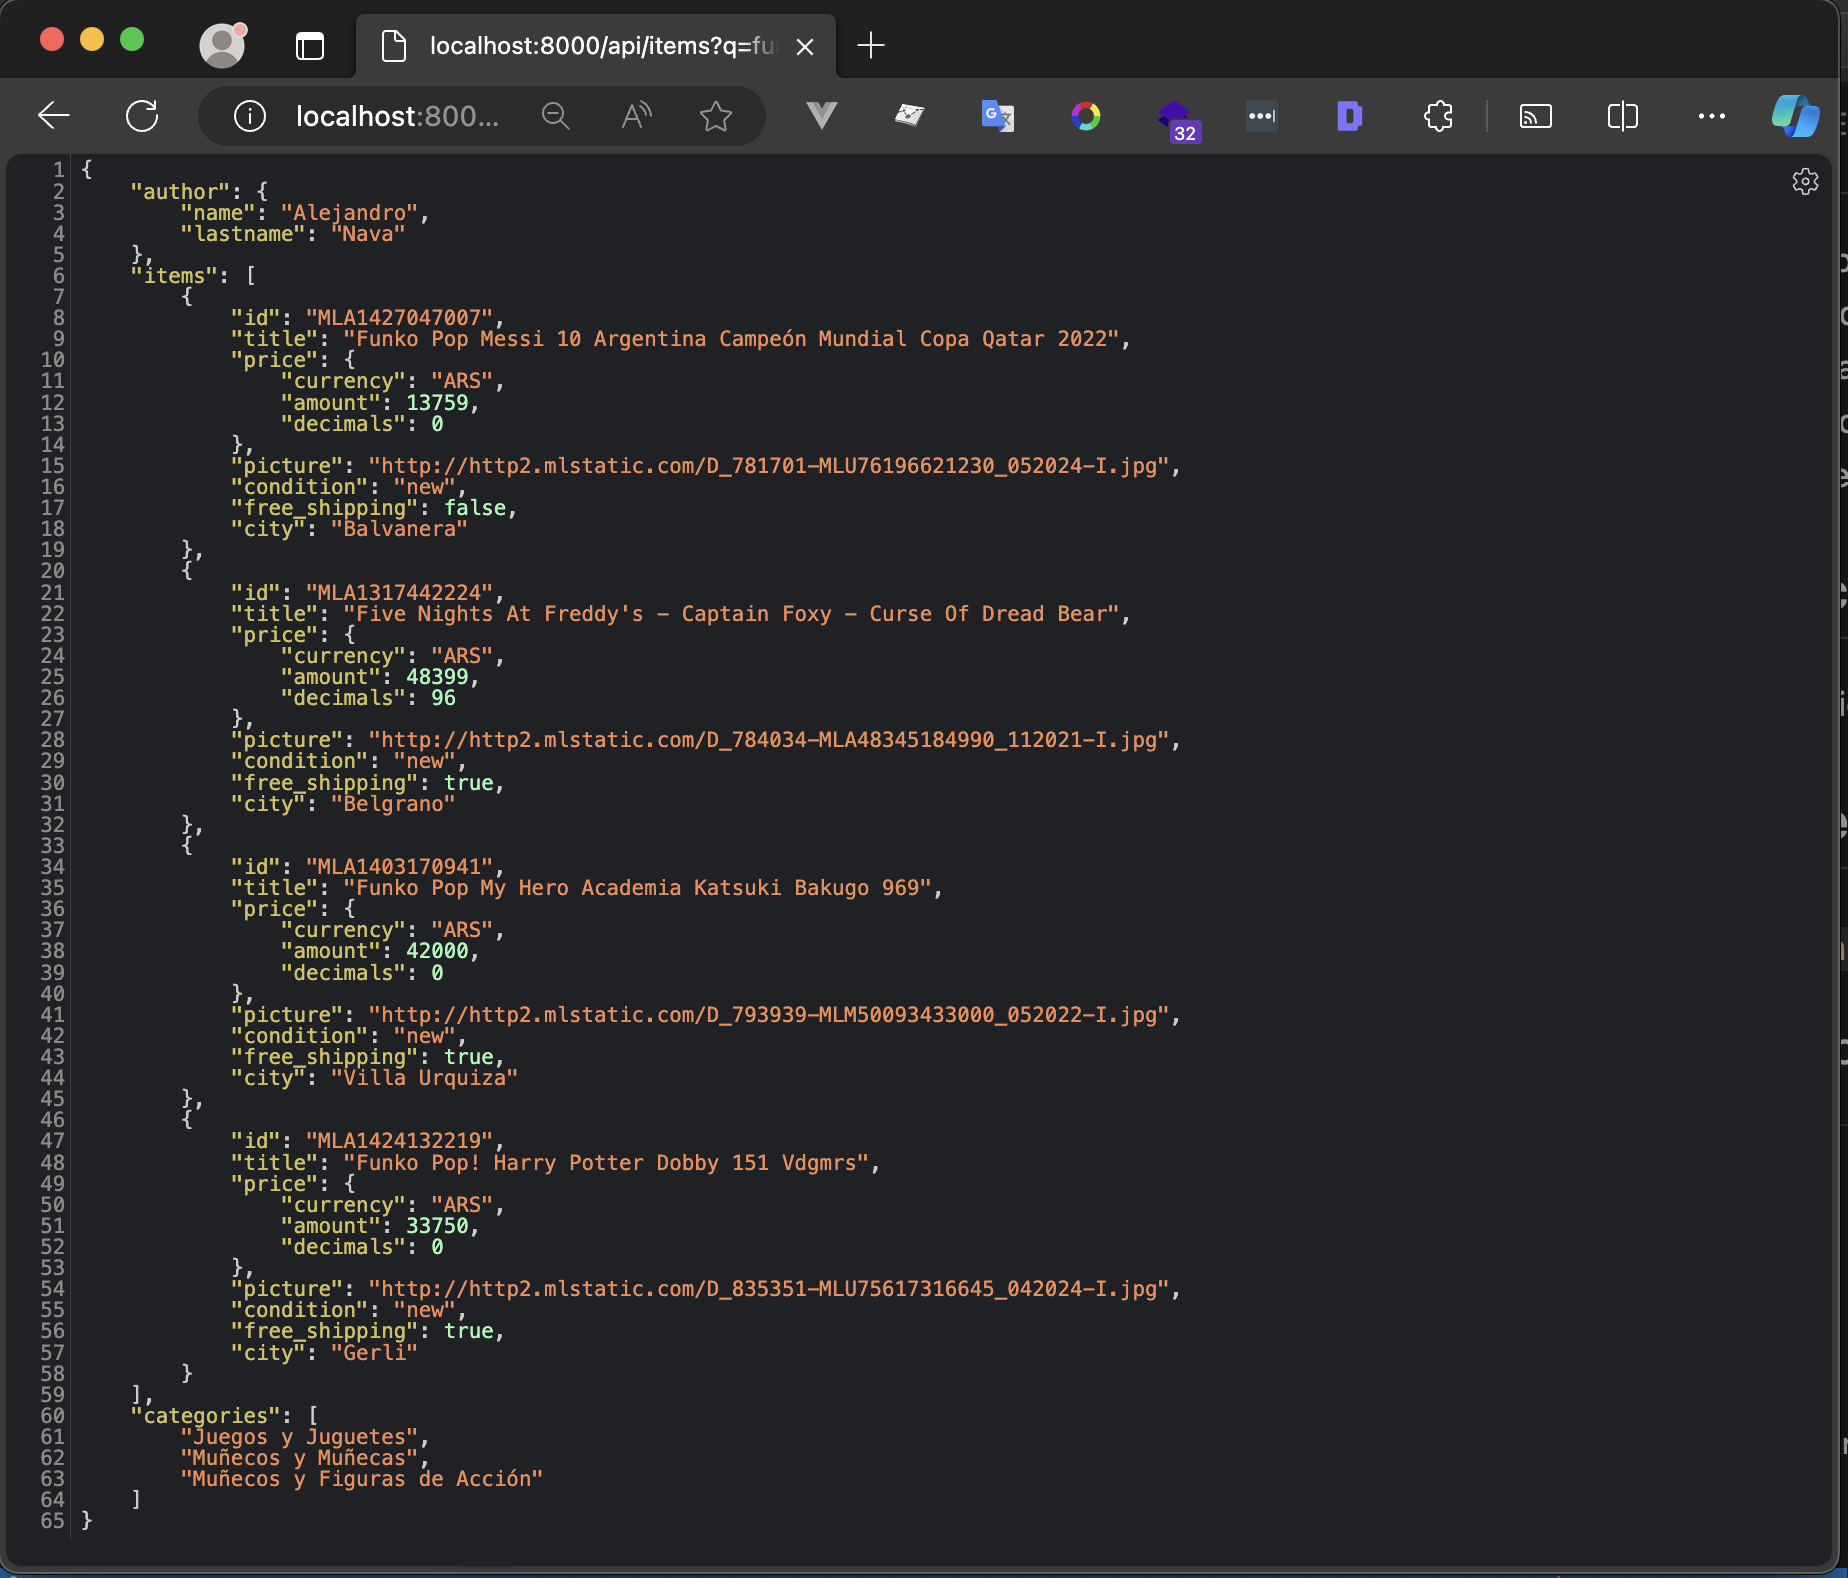 localhost:8000/api/items?q=fu
localhost:800...
32
1 {
2     "author": {
3         "name": "Alejandro",
4         "lastname": "Nava"
5     },
6     "items": [
7         {
8             "id": "MLA1427047007",
9             "title": "Funko Pop Messi 10 Argentina Campeón Mundial Copa Qatar 2022",
10             "price": {
11                 "currency": "ARS",
12                 "amount": 13759,
13                 "decimals": 0
14             },
15             "picture": "http://http2.mlstatic.com/D_781701-MLU76196621230_052024-I.jpg",
16             "condition": "new",
17             "free_shipping": false,
18             "city": "Balvanera"
19         },
20         {
21             "id": "MLA1317442224",
22             "title": "Five Nights At Freddy's - Captain Foxy - Curse Of Dread Bear",
23             "price": {
24                 "currency": "ARS",
25                 "amount": 48399,
26                 "decimals": 96
27             },
28             "picture": "http://http2.mlstatic.com/D_784034-MLA48345184990_112021-I.jpg",
29             "condition": "new",
30             "free_shipping": true,
31             "city": "Belgrano"
32         },
33         {
34             "id": "MLA1403170941",
35             "title": "Funko Pop My Hero Academia Katsuki Bakugo 969",
36             "price": {
37                 "currency": "ARS",
38                 "amount": 42000,
39                 "decimals": 0
40             },
41             "picture": "http://http2.mlstatic.com/D_793939-MLM50093433000_052022-I.jpg",
42             "condition": "new",
43             "free_shipping": true,
44             "city": "Villa Urquiza"
45         },
46         {
47             "id": "MLA1424132219",
48             "title": "Funko Pop! Harry Potter Dobby 151 Vdgmrs",
49             "price": {
50                 "currency": "ARS",
51                 "amount": 33750,
52                 "decimals": 0
53             },
54             "picture": "http://http2.mlstatic.com/D_835351-MLU75617316645_042024-I.jpg",
55             "condition": "new",
56             "free_shipping": true,
57             "city": "Gerli"
58         }
59     ],
60     "categories": [
61         "Juegos y Juguetes",
62         "Muñecos y Muñecas",
63         "Muñecos y Figuras de Acción"
64     ]
65 }